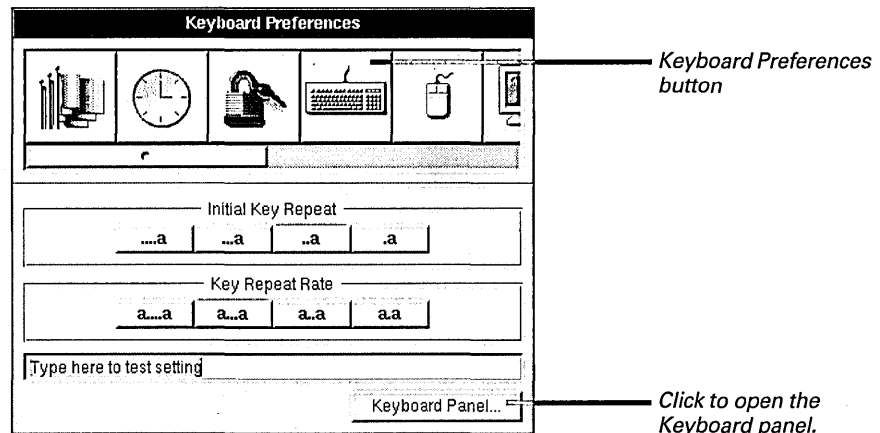 Keyboard Preferences
Keyboard Preferences
button
Initial Key Repeat
....a ...a ..a .a
Key Repeat Rate
a....a a...a a..a a.a
Type here to test setting
Keyboard Panel...
Click to open the
Keyboard panel.